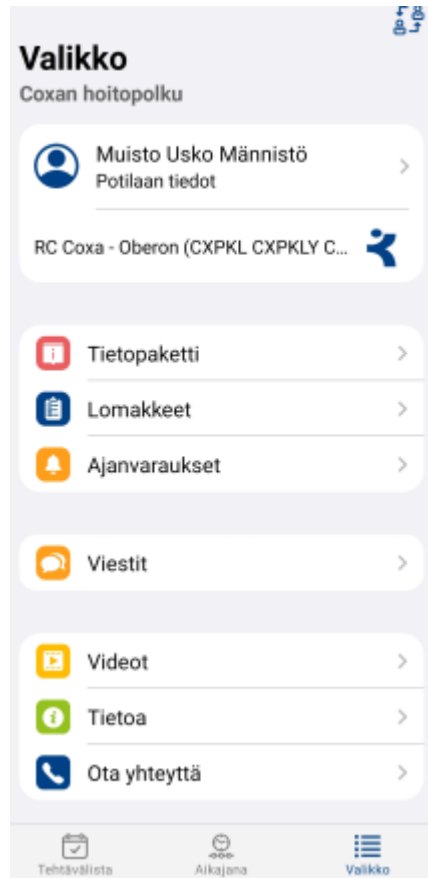 Valikko
Coxan hoitopolku
Muisto Usko Männistö
Potilaan tiedot
RC Coxa - Oberon (CXPKL CXPKLY C...
Tietopaketti
Lomakkeet
Ajanvaraukset
Viestit
Videot
Tietoa
Ota yhteyttä
Tehtävälista
Aikajana
Valikko